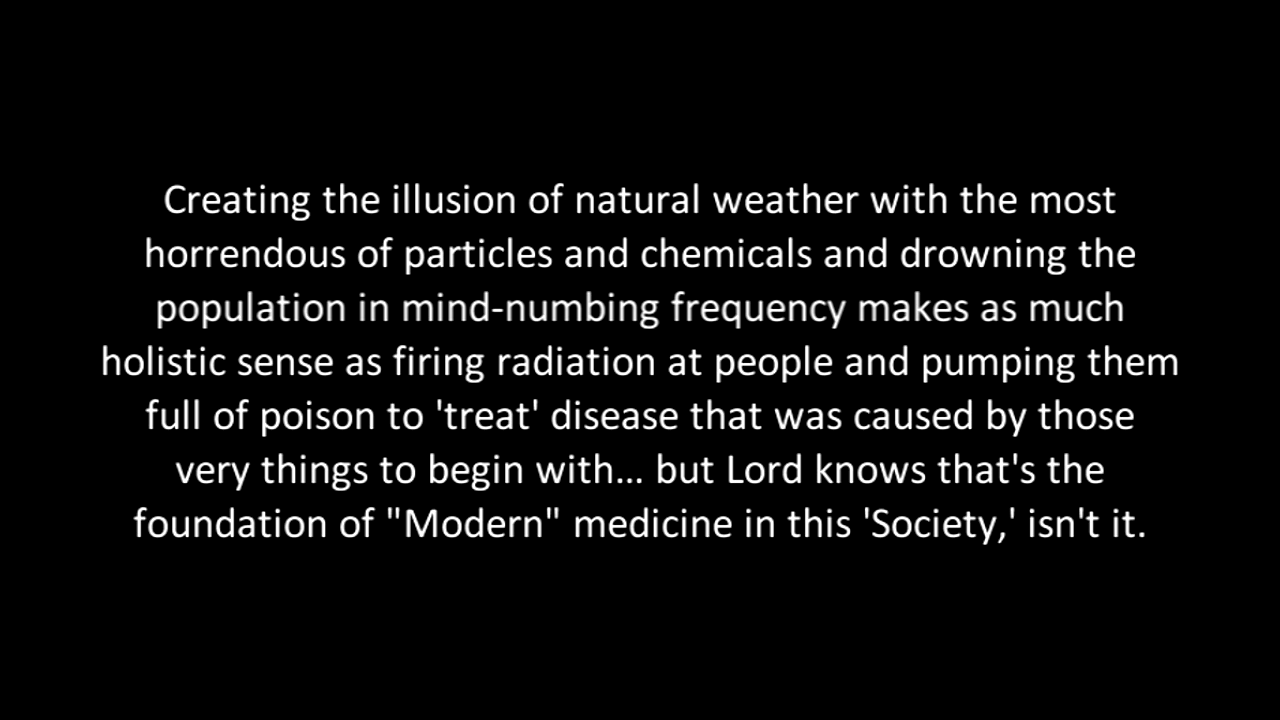 Creating the illusion of natural weather with the most
horrendous of particles and chemicals and drowning the
population in mind-numbing frequency makes as much
holistic sense as firing radiation at people and pumping them
full of poison to 'treat' disease that was caused by those
very things to begin with... but Lord knows that's the
foundation of "Modern" medicine in this 'Society,' isn't it.